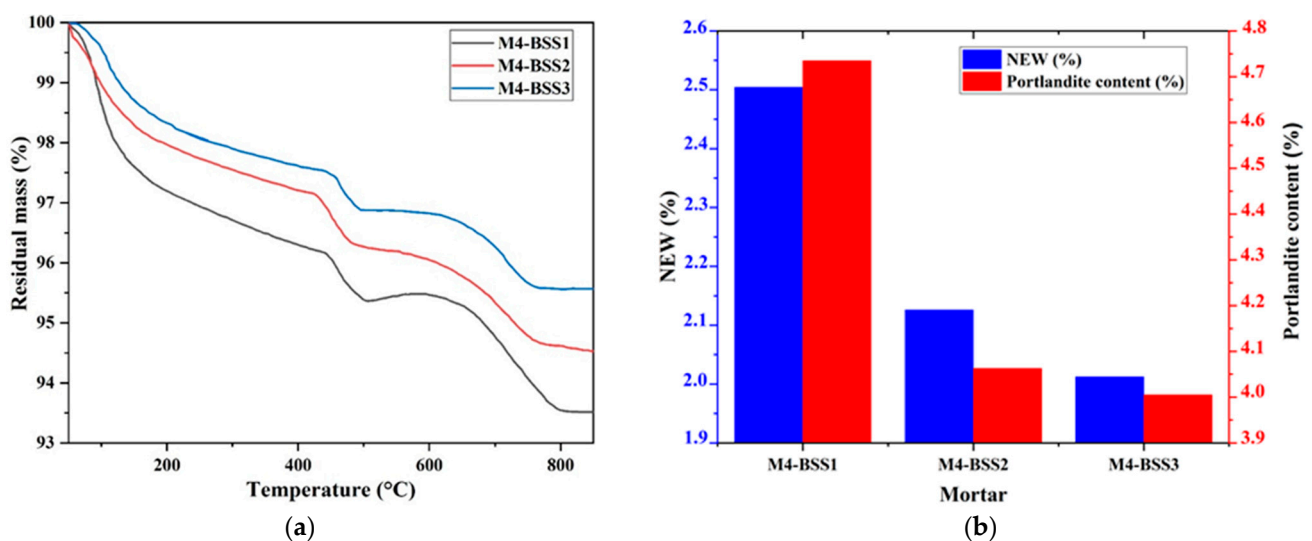 100
99
98
97
96
95
94
93
Residual mass (%)
M4-BSS1
M4-BSS2
M4-BSS3
200
400
600
800
Temperature (°C)
(a)
2.6
2.5
2.4
2.3
2.2
2.1
2.0
1.9
NEW (%)
NEW (%)
Portlandite content (%)
4.8
4.7
4.6
4.5
4.4
4.3
4.2
4.1
4.0
3.9
Portlandite content (%)
M4-BSS1
M4-BSS2
M4-BSS3
Mortar
(b)